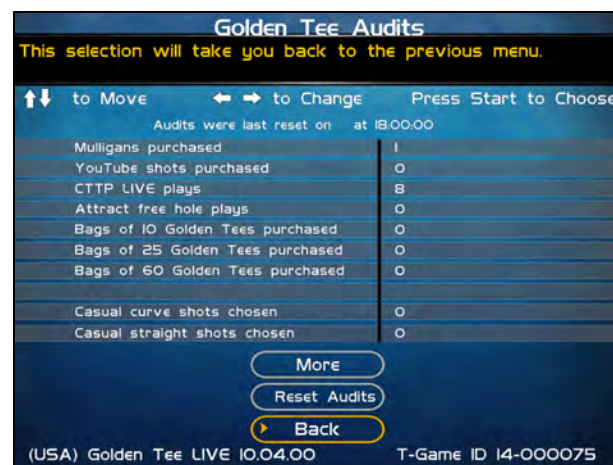 Golden Tee Audits
This selection will take you back to the previous menu.
to Move to Change Press Start to Choose
Audits were last reset on at 18:00:00
Mulligans purchased 1
YouTube shots purchased 0
CTTP LIVE plays 8
Attract free hole plays 0
Bags of 10 Golden Tees purchased 0
Bags of 25 Golden Tees purchased 0
Bags of 60 Golden Tees purchased 0
Casual curve shots chosen 0
Casual straight shots chosen 0
More
Reset Audits
Back
(USA) Golden Tee LIVE 10.04.00 T-Game ID 14-000075